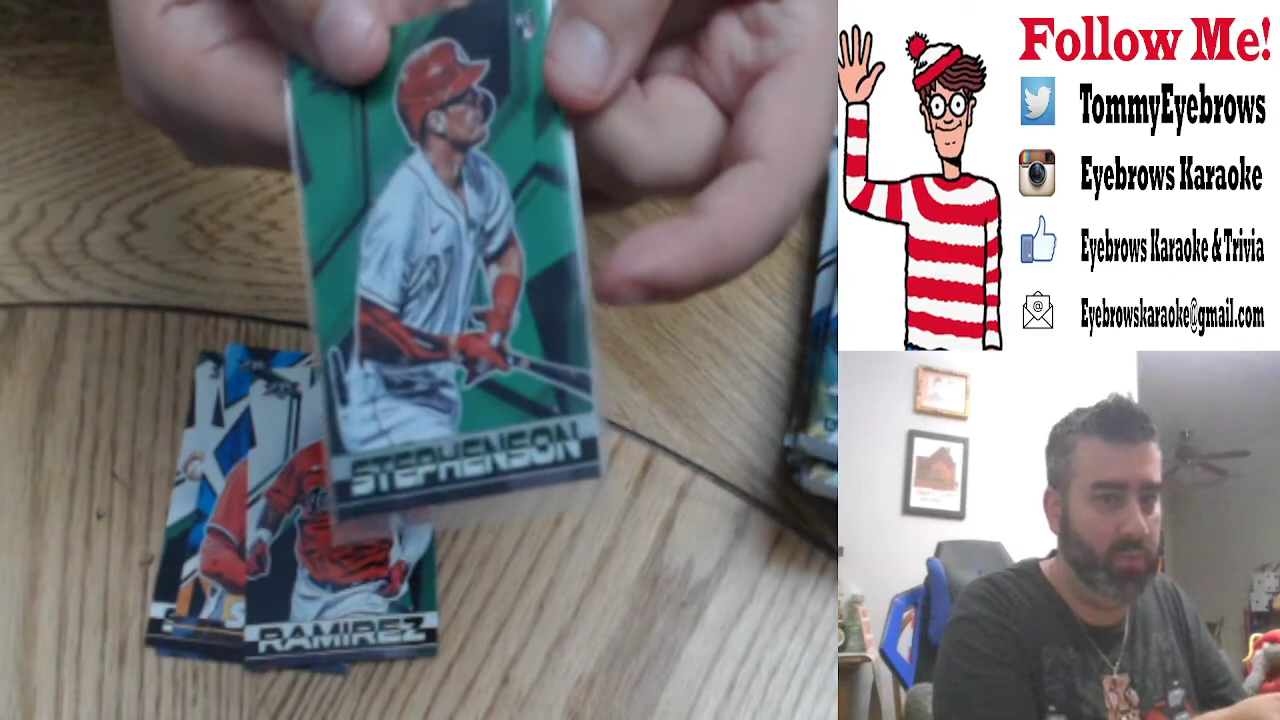 STEPHENSON
RAMIREZ
Follow Me!
TommyEyebrows
Eyebrows Karaoke
Eyebrows Karaoke & Trivia
Eyebrowskaraoke@gmail.com